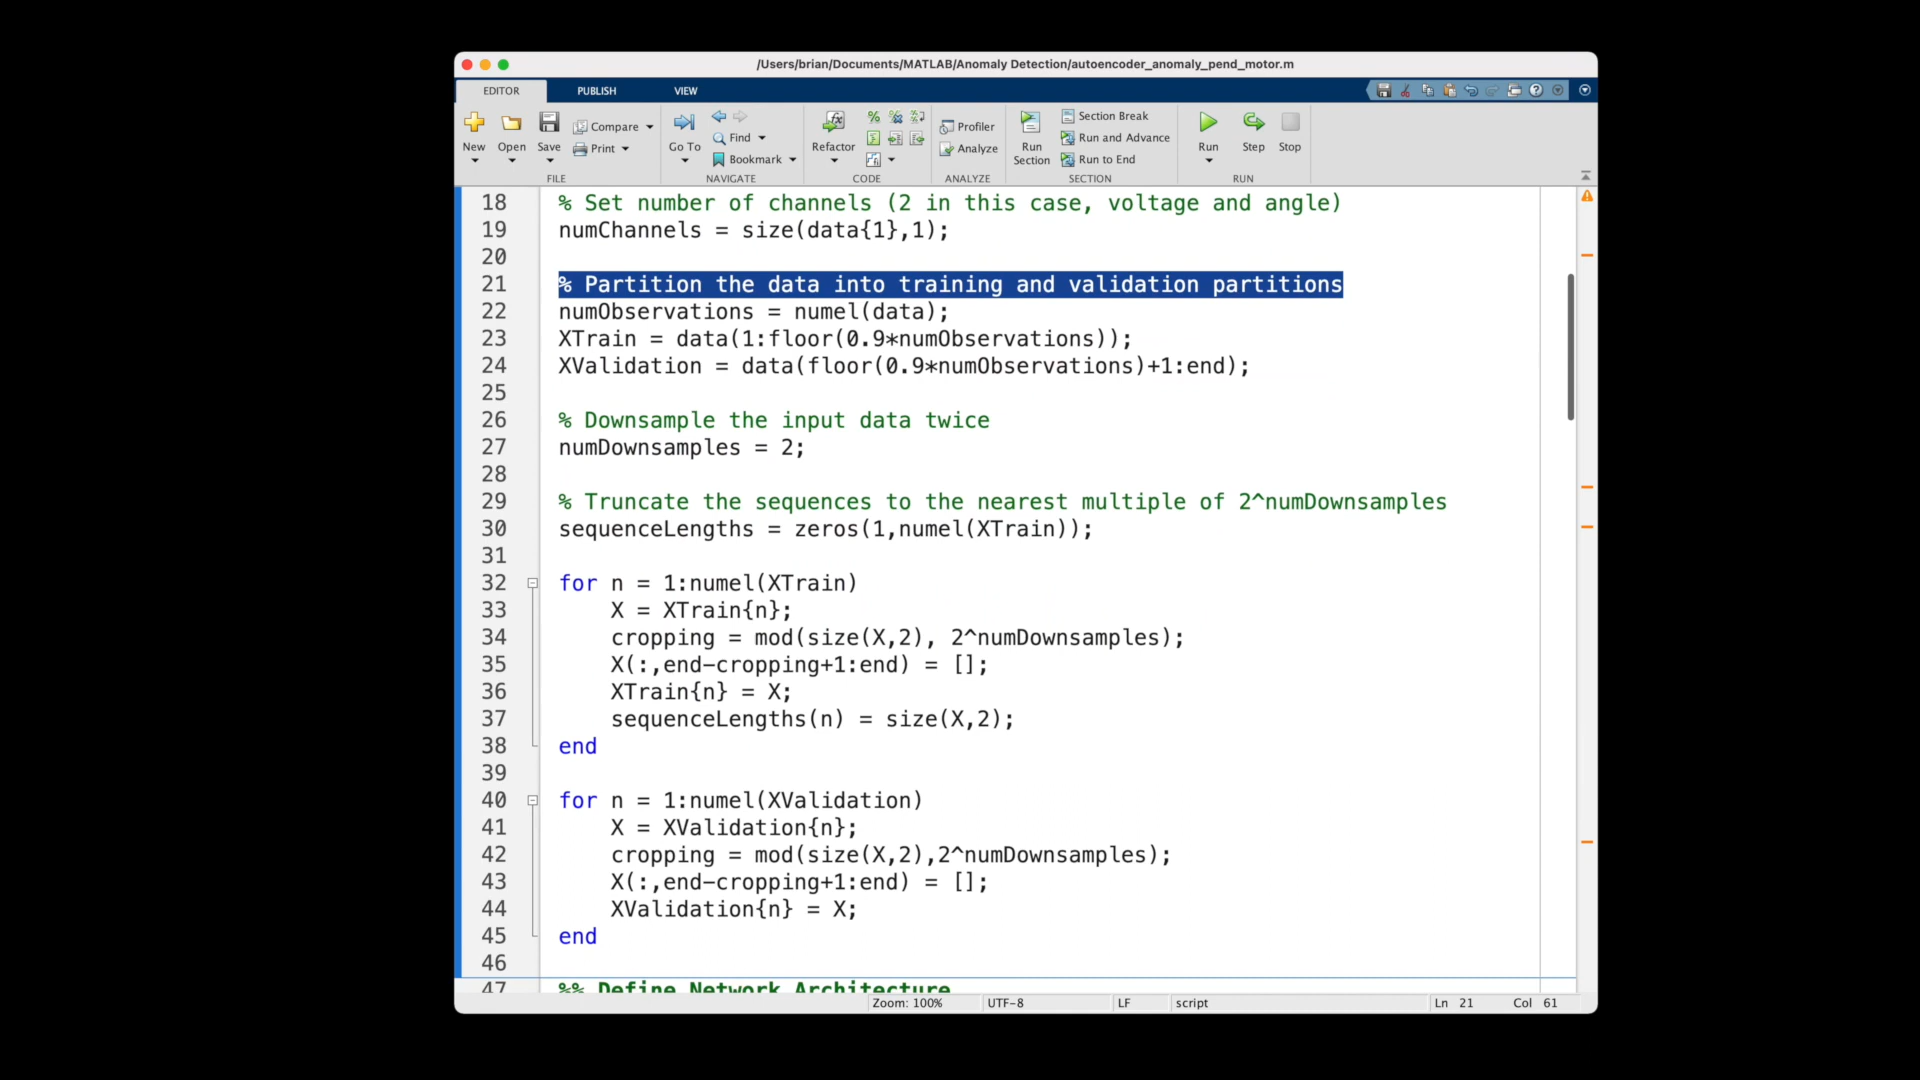 /Users/brian/Documents/MATLAB/Anomaly Detection/autoencoder_anomaly_pend_motor.m
EDITOR PUBLISH VIEW
New Open Save Compare Print
Go To Find Bookmark
Refactor
Profiler Analyze
Run Section Section Break Run and Advance Run to End
Run Step Stop
FILE NAVIGATE CODE ANALYZE SECTION RUN
18 % Set number of channels (2 in this case, voltage and angle)
19 numChannels = size(data{1},1);
20
21 % Partition the data into training and validation partitions
22 numObservations = numel(data);
23 XTrain = data(1:floor(0.9*numObservations));
24 XValidation = data(floor(0.9*numObservations)+1:end);
25
26 % Downsample the input data twice
27 numDownsamples = 2;
28
29 % Truncate the sequences to the nearest multiple of 2^numDownsamples
30 sequenceLengths = zeros(1,numel(XTrain));
31
32 for n = 1:numel(XTrain)
33 X = XTrain{n};
34 cropping = mod(size(X,2), 2^numDownsamples);
35 X(:,end-cropping+1:end) = [];
36 XTrain{n} = X;
37 sequenceLengths(n) = size(X,2);
38 end
39
40 for n = 1:numel(XValidation)
41 X = XValidation{n};
42 cropping = mod(size(X,2),2^numDownsamples);
43 X(:,end-cropping+1:end) = [];
44 XValidation{n} = X;
45 end
46
47 %% Define Network Architecture
Zoom: 100% UTF-8 LF script Ln 21 Col 61